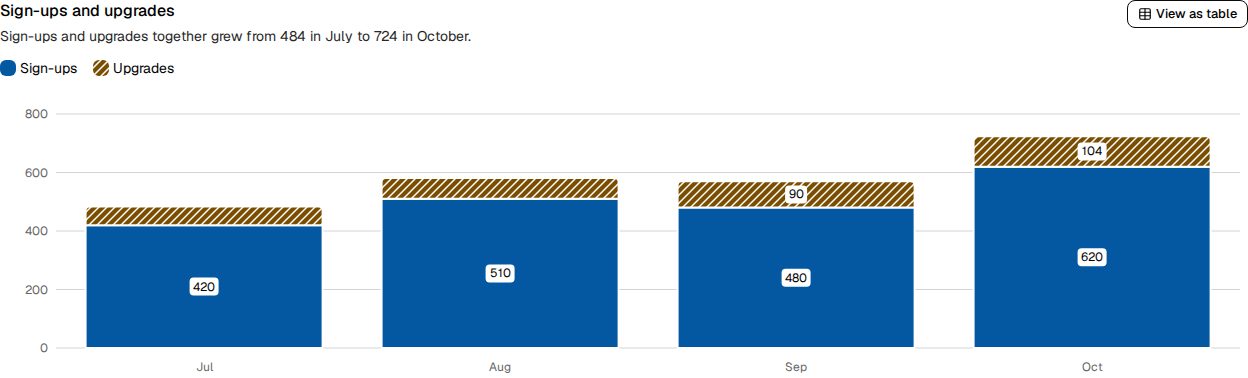 Sign-ups and upgrades
View as table
Sign-ups and upgrades together grew from 484 in July to 724 in October.
Sign-ups Upgrades
800
600
400
200
0
104
90
420
510
480
620
Jul Aug Sep Oct